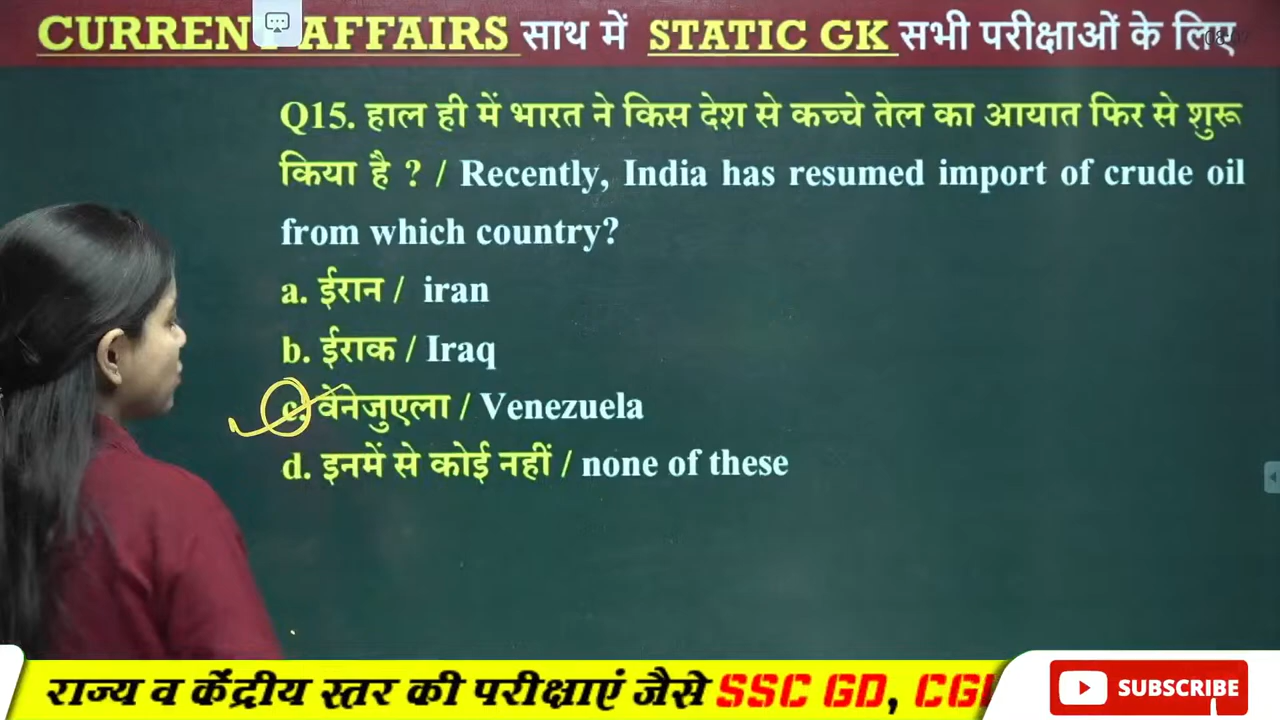 CURRENT AFFAIRS साथ में STATIC GK सभी परीक्षाओं के लिए
Q15. हाल ही में भारत ने किस देश से कच्चे तेल का आयात फिर से शुरू
किया है ? / Recently, India has resumed import of crude oil
from which country?
a. ईरान / iran
b. ईराक / Iraq
c. वेनेजुएला / Venezuela
d. इनमें से कोई नहीं / none of these
राज्य व केंद्रीय स्तर की परीक्षाएं जैसे SSC GD,
SUBSCRIBE